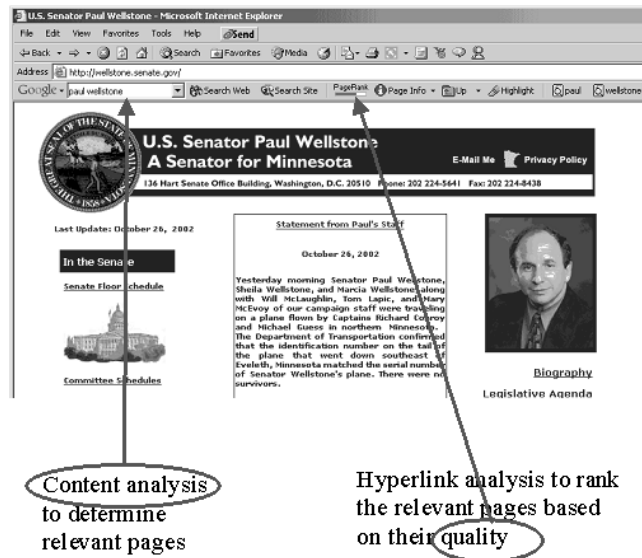 U.S. Senator Paul Wellstone - Microsoft Internet Explorer
File Edit View Favorites Tools Help Send
Back Search Favorites Media
Address http://wellstone.senate.gov/
Google paul wellstone Search Web Search Site PageRank Page Info Up Highlight paul wellstone
THE GREAT SEAL OF THE STATE OF MINNESOTA 1858
U.S. Senator Paul Wellstone
A Senator for Minnesota
E-Mail Me Privacy Policy
136 Hart Senate Office Building, Washington, D.C. 20510 Phone: 202 224-5641 Fax: 202 224-8438
Last Update: October 26, 2002
In the Senate
Senate Floor Schedule
Committee Schedules
Statement from Paul's Staff
October 26, 2002
Yesterday morning Senator Paul Wellstone,
Sheila Wellstone, and Marcia Wellstone, along
with Will McLaughlin, Tom Lapic, and Mary
McEvoy of our campaign staff were traveling
on a plane flown by Captains Richard Conroy
and Michael Guess in northern Minnesota.
The Department of Transportation confirmed
that the identification number on the tail of
the plane that went down southeast of
Eveleth, Minnesota matched the serial number
of Senator Wellstone's plane. There were no
survivors.
Biography
Legislative Agenda
Content analysis
to determine
relevant pages
Hyperlink analysis to rank
the relevant pages based
on their quality